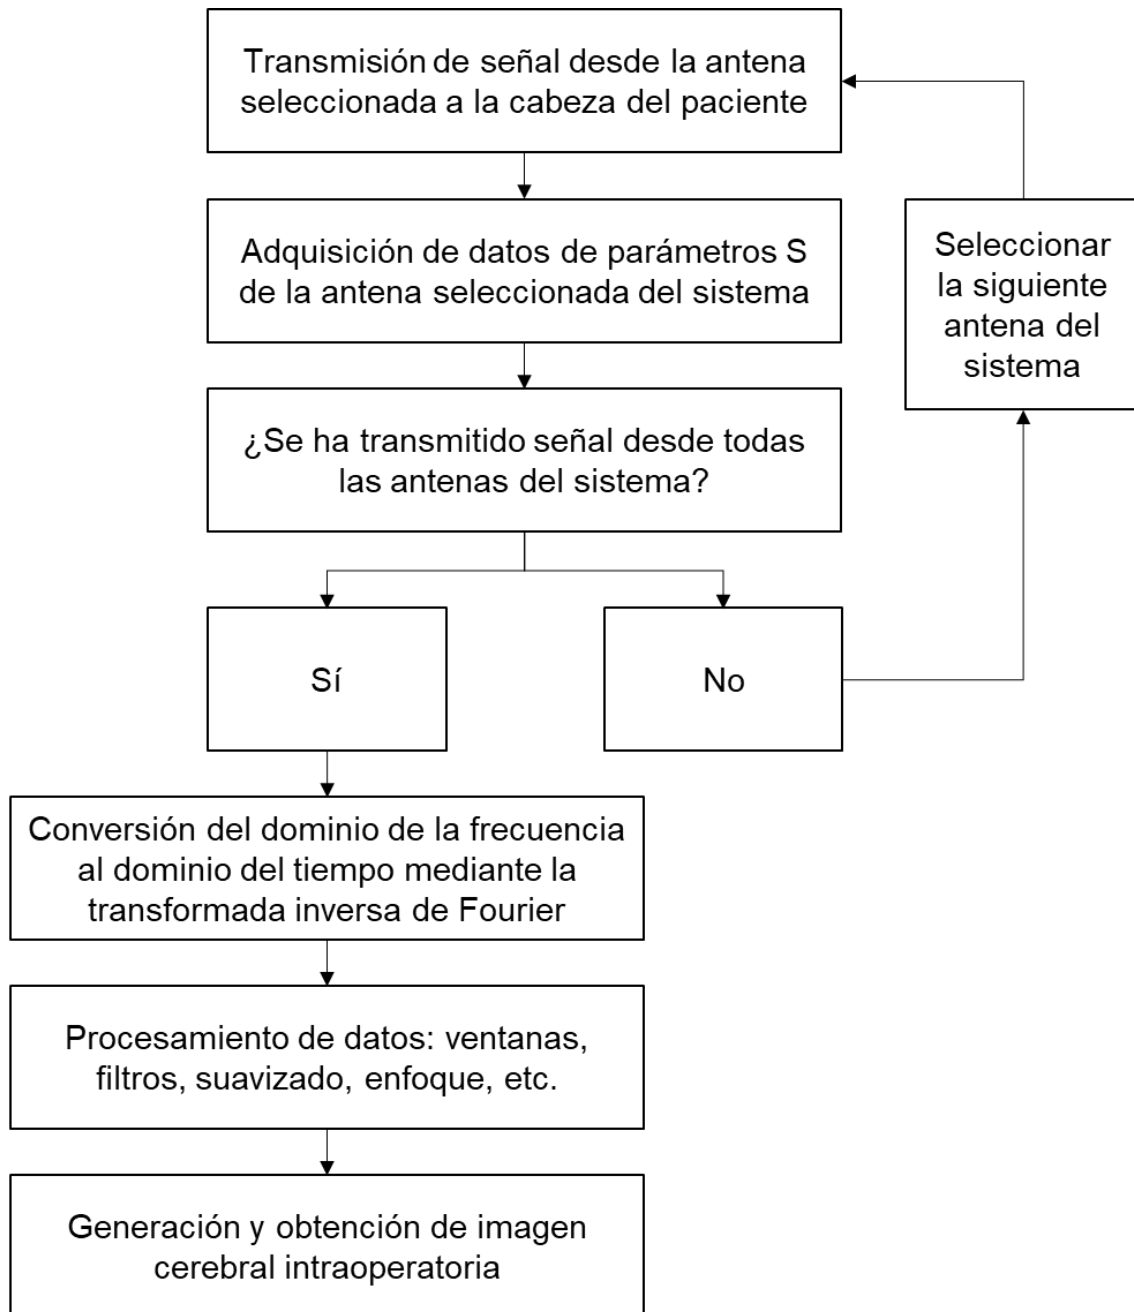 Transmisión de señal desde la antena
seleccionada a la cabeza del paciente
Adquisición de datos de parámetros S
de la antena seleccionada del sistema
Seleccionar
la siguiente
antena del
sistema
¿Se ha transmitido señal desde todas
las antenas del sistema?
Sí
No
Conversión del dominio de la frecuencia
al dominio del tiempo mediante la
transformada inversa de Fourier
Procesamiento de datos: ventanas,
filtros, suavizado, enfoque, etc.
Generación y obtención de imagen
cerebral intraoperatoria